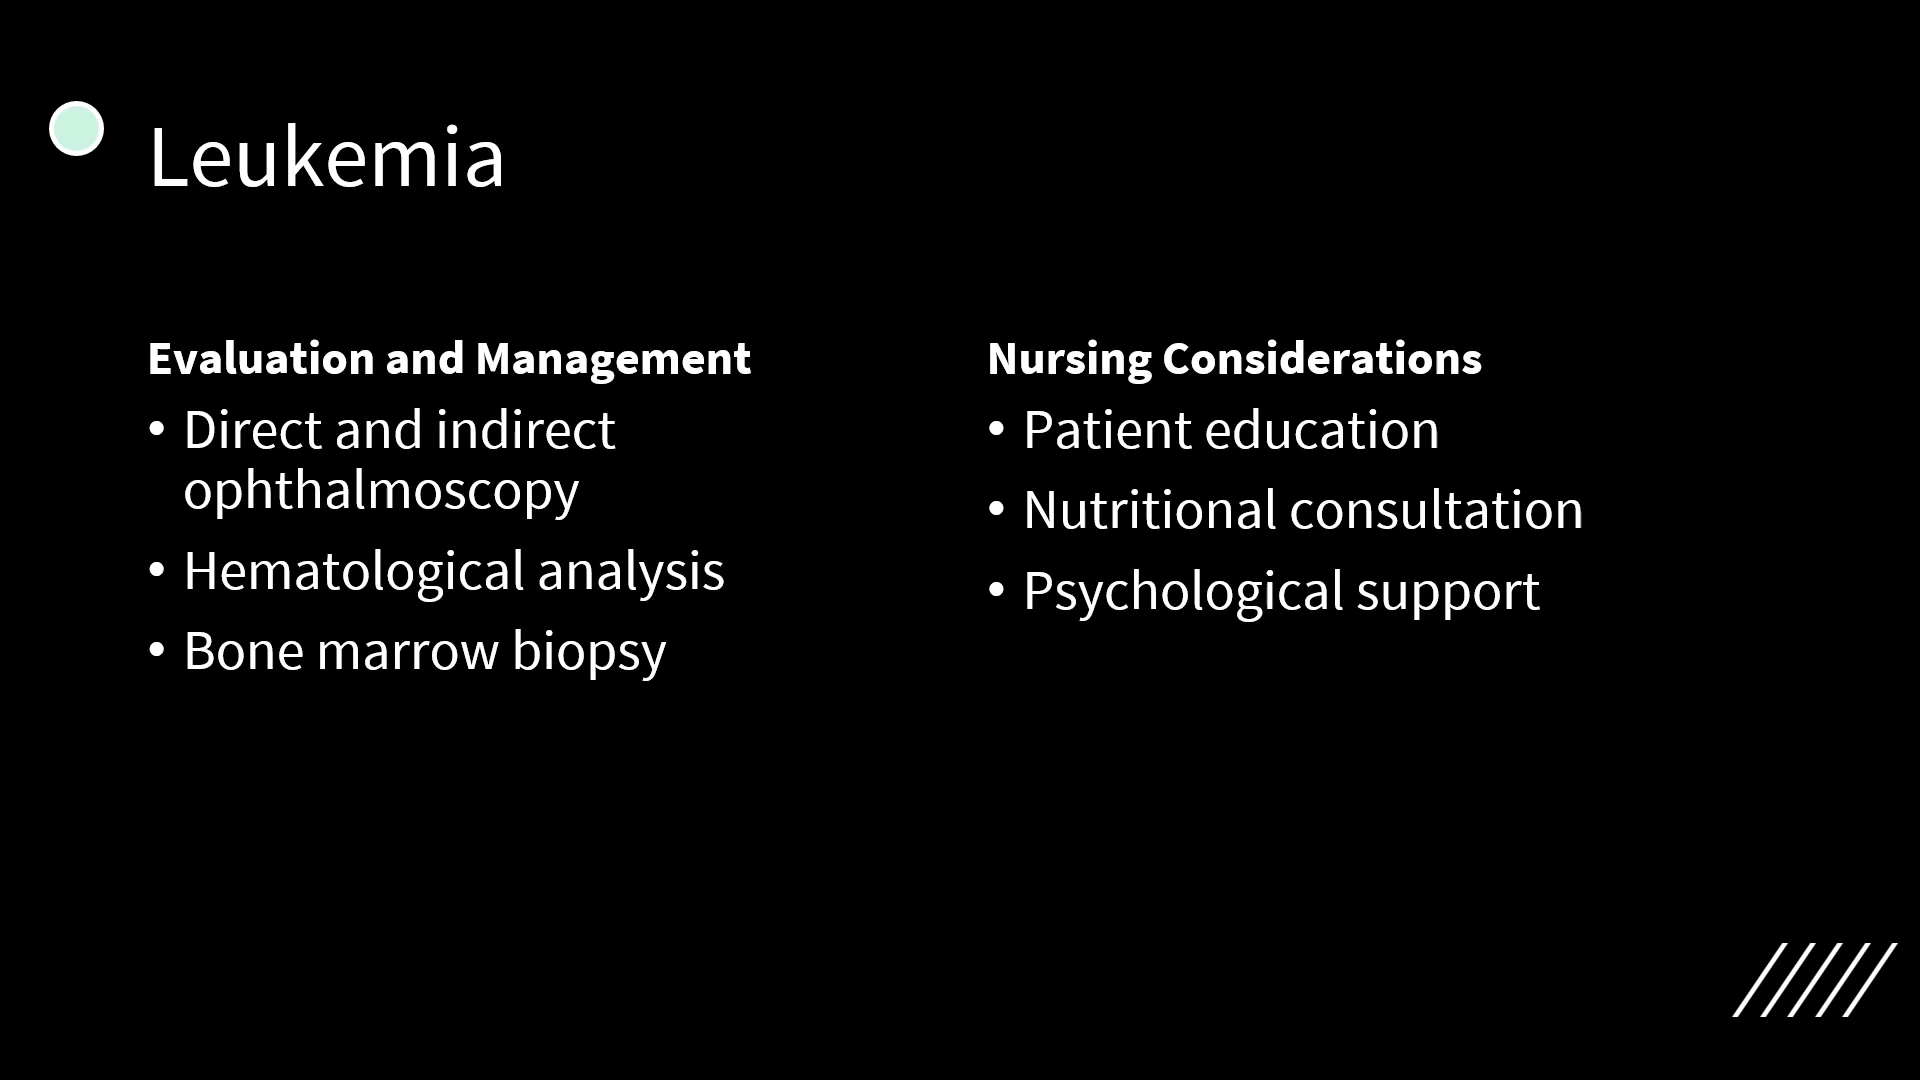 Leukemia
Evaluation and Management
• Direct and indirect
ophthalmoscopy
• Hematological analysis
• Bone marrow biopsy
Nursing Considerations
• Patient education
• Nutritional consultation
• Psychological support